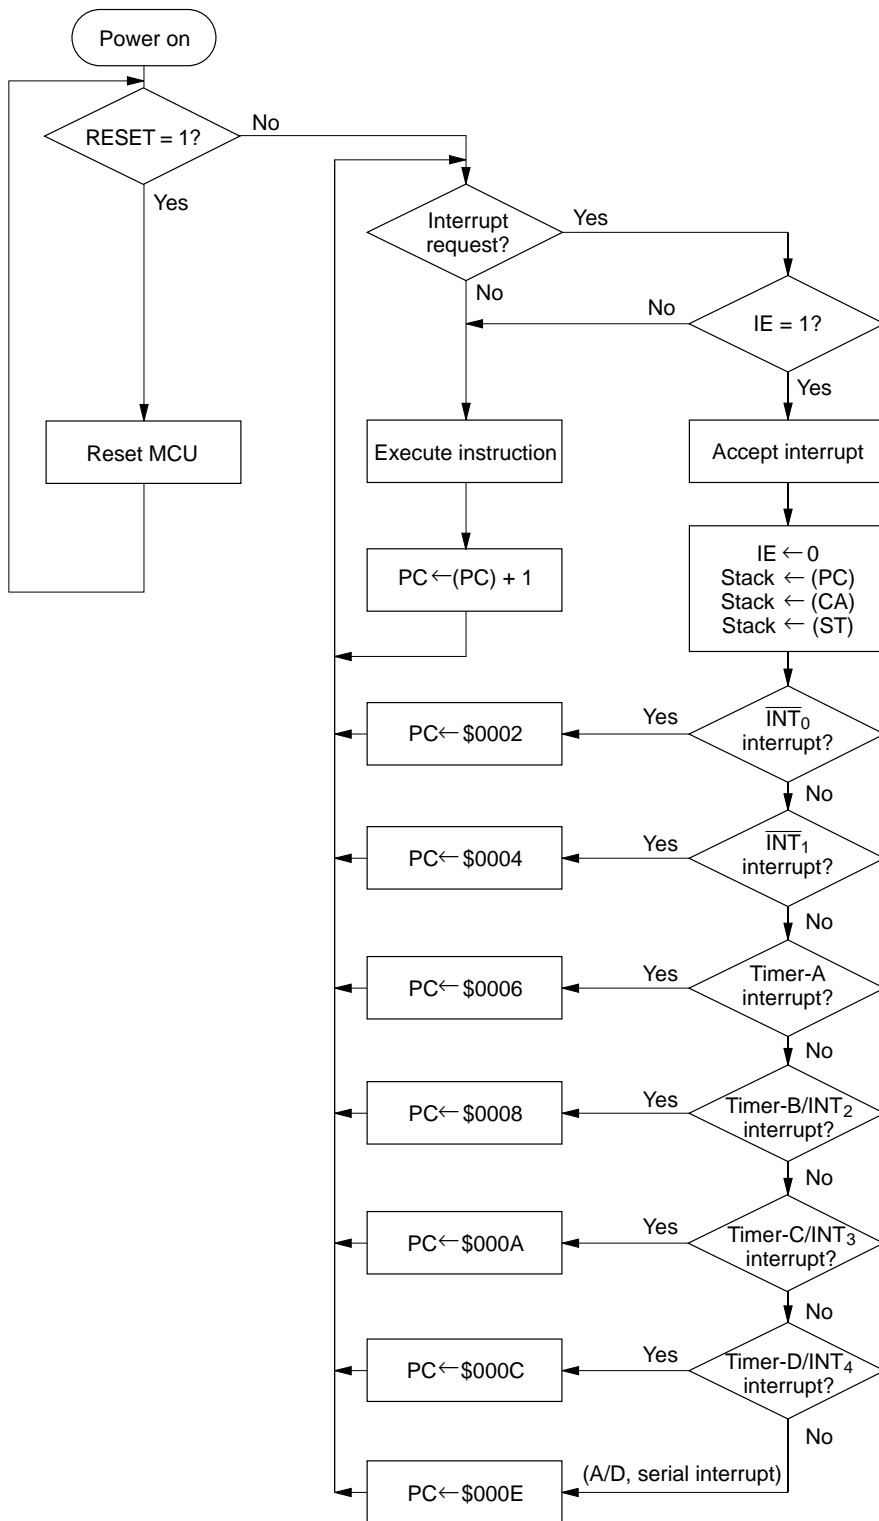 Power on
RESET = 1?
No
Yes
Interrupt
request?
Yes
No
No
IE = 1?
Yes
Reset MCU
Execute instruction
Accept interrupt
PC←(PC) + 1
IE ← 0
Stack ← (PC)
Stack ← (CA)
Stack ← (ST)
PC← $0002
Yes
I̅N̅T̅₀
interrupt?
No
PC← $0004
Yes
I̅N̅T̅₁
interrupt?
No
PC← $0006
Yes
Timer-A
interrupt?
No
PC← $0008
Yes
Timer-B/INT₂
interrupt?
No
PC← $000A
Yes
Timer-C/INT₃
interrupt?
No
PC← $000C
Yes
Timer-D/INT₄
interrupt?
No
PC← $000E
(A/D, serial interrupt)